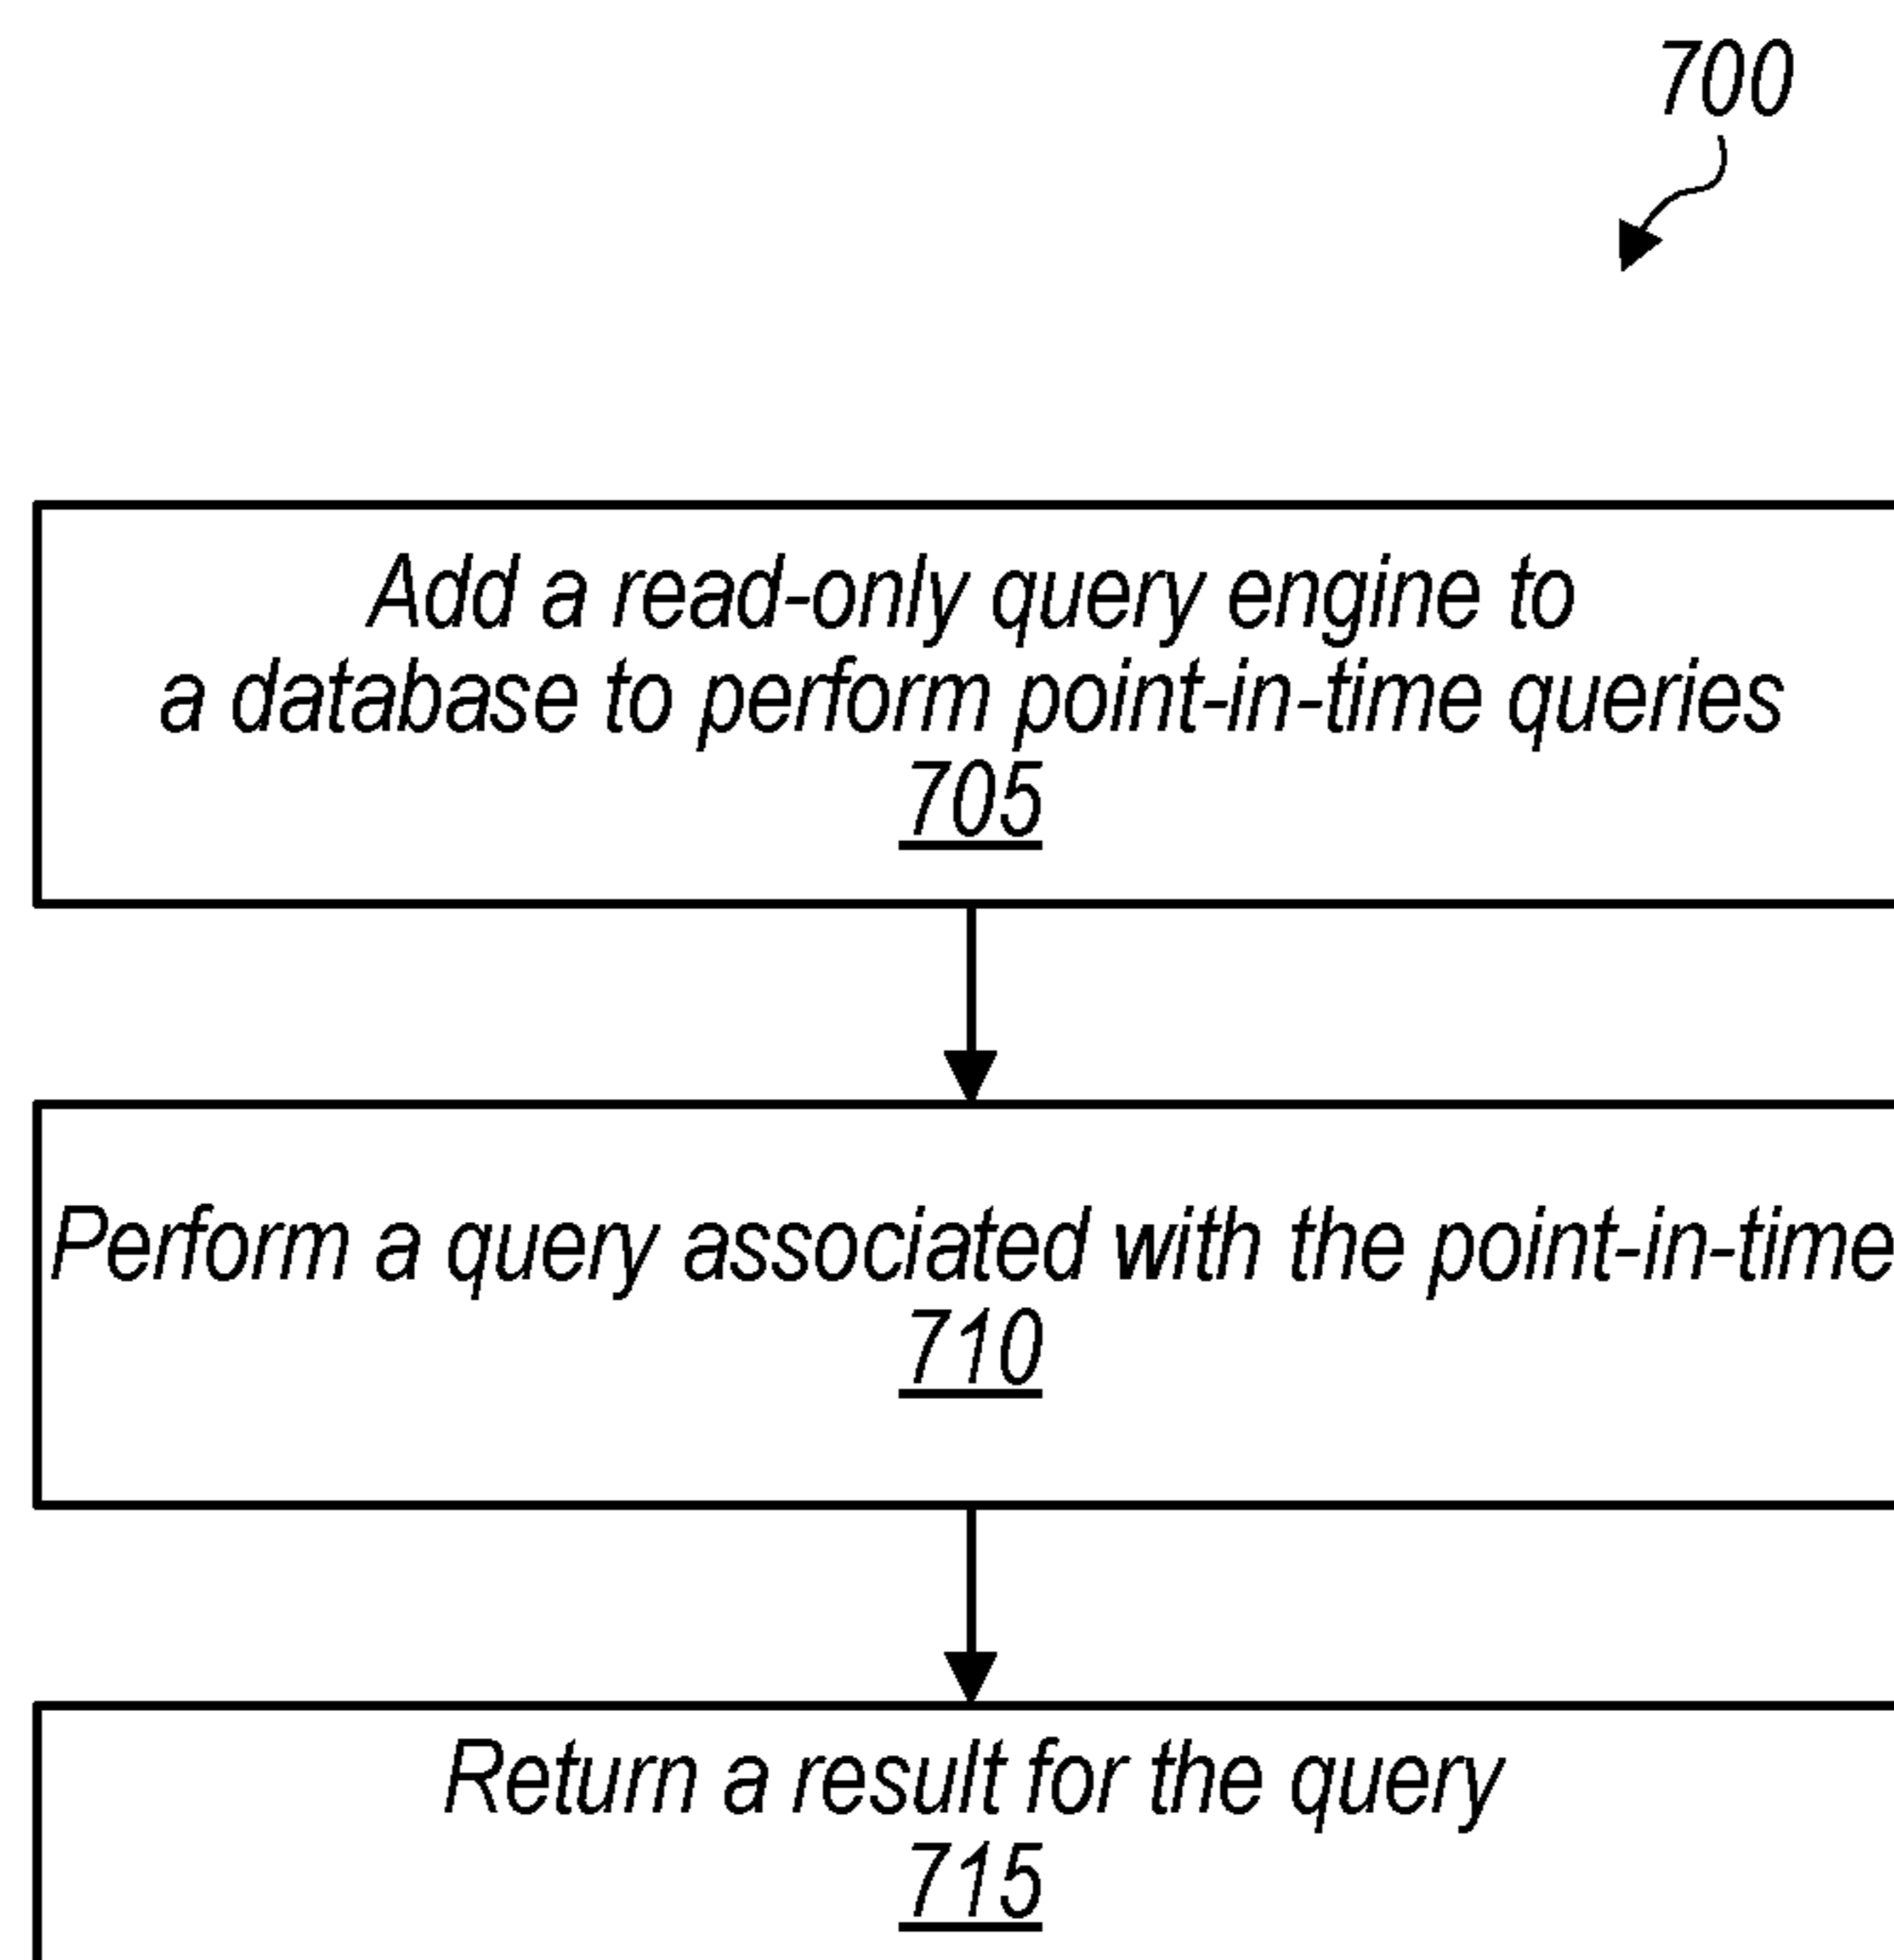 700
Add a read-only query engine to
a database to perform point-in-time queries
705
Perform a query associated with the point-in-time
710
Return a result for the query
715